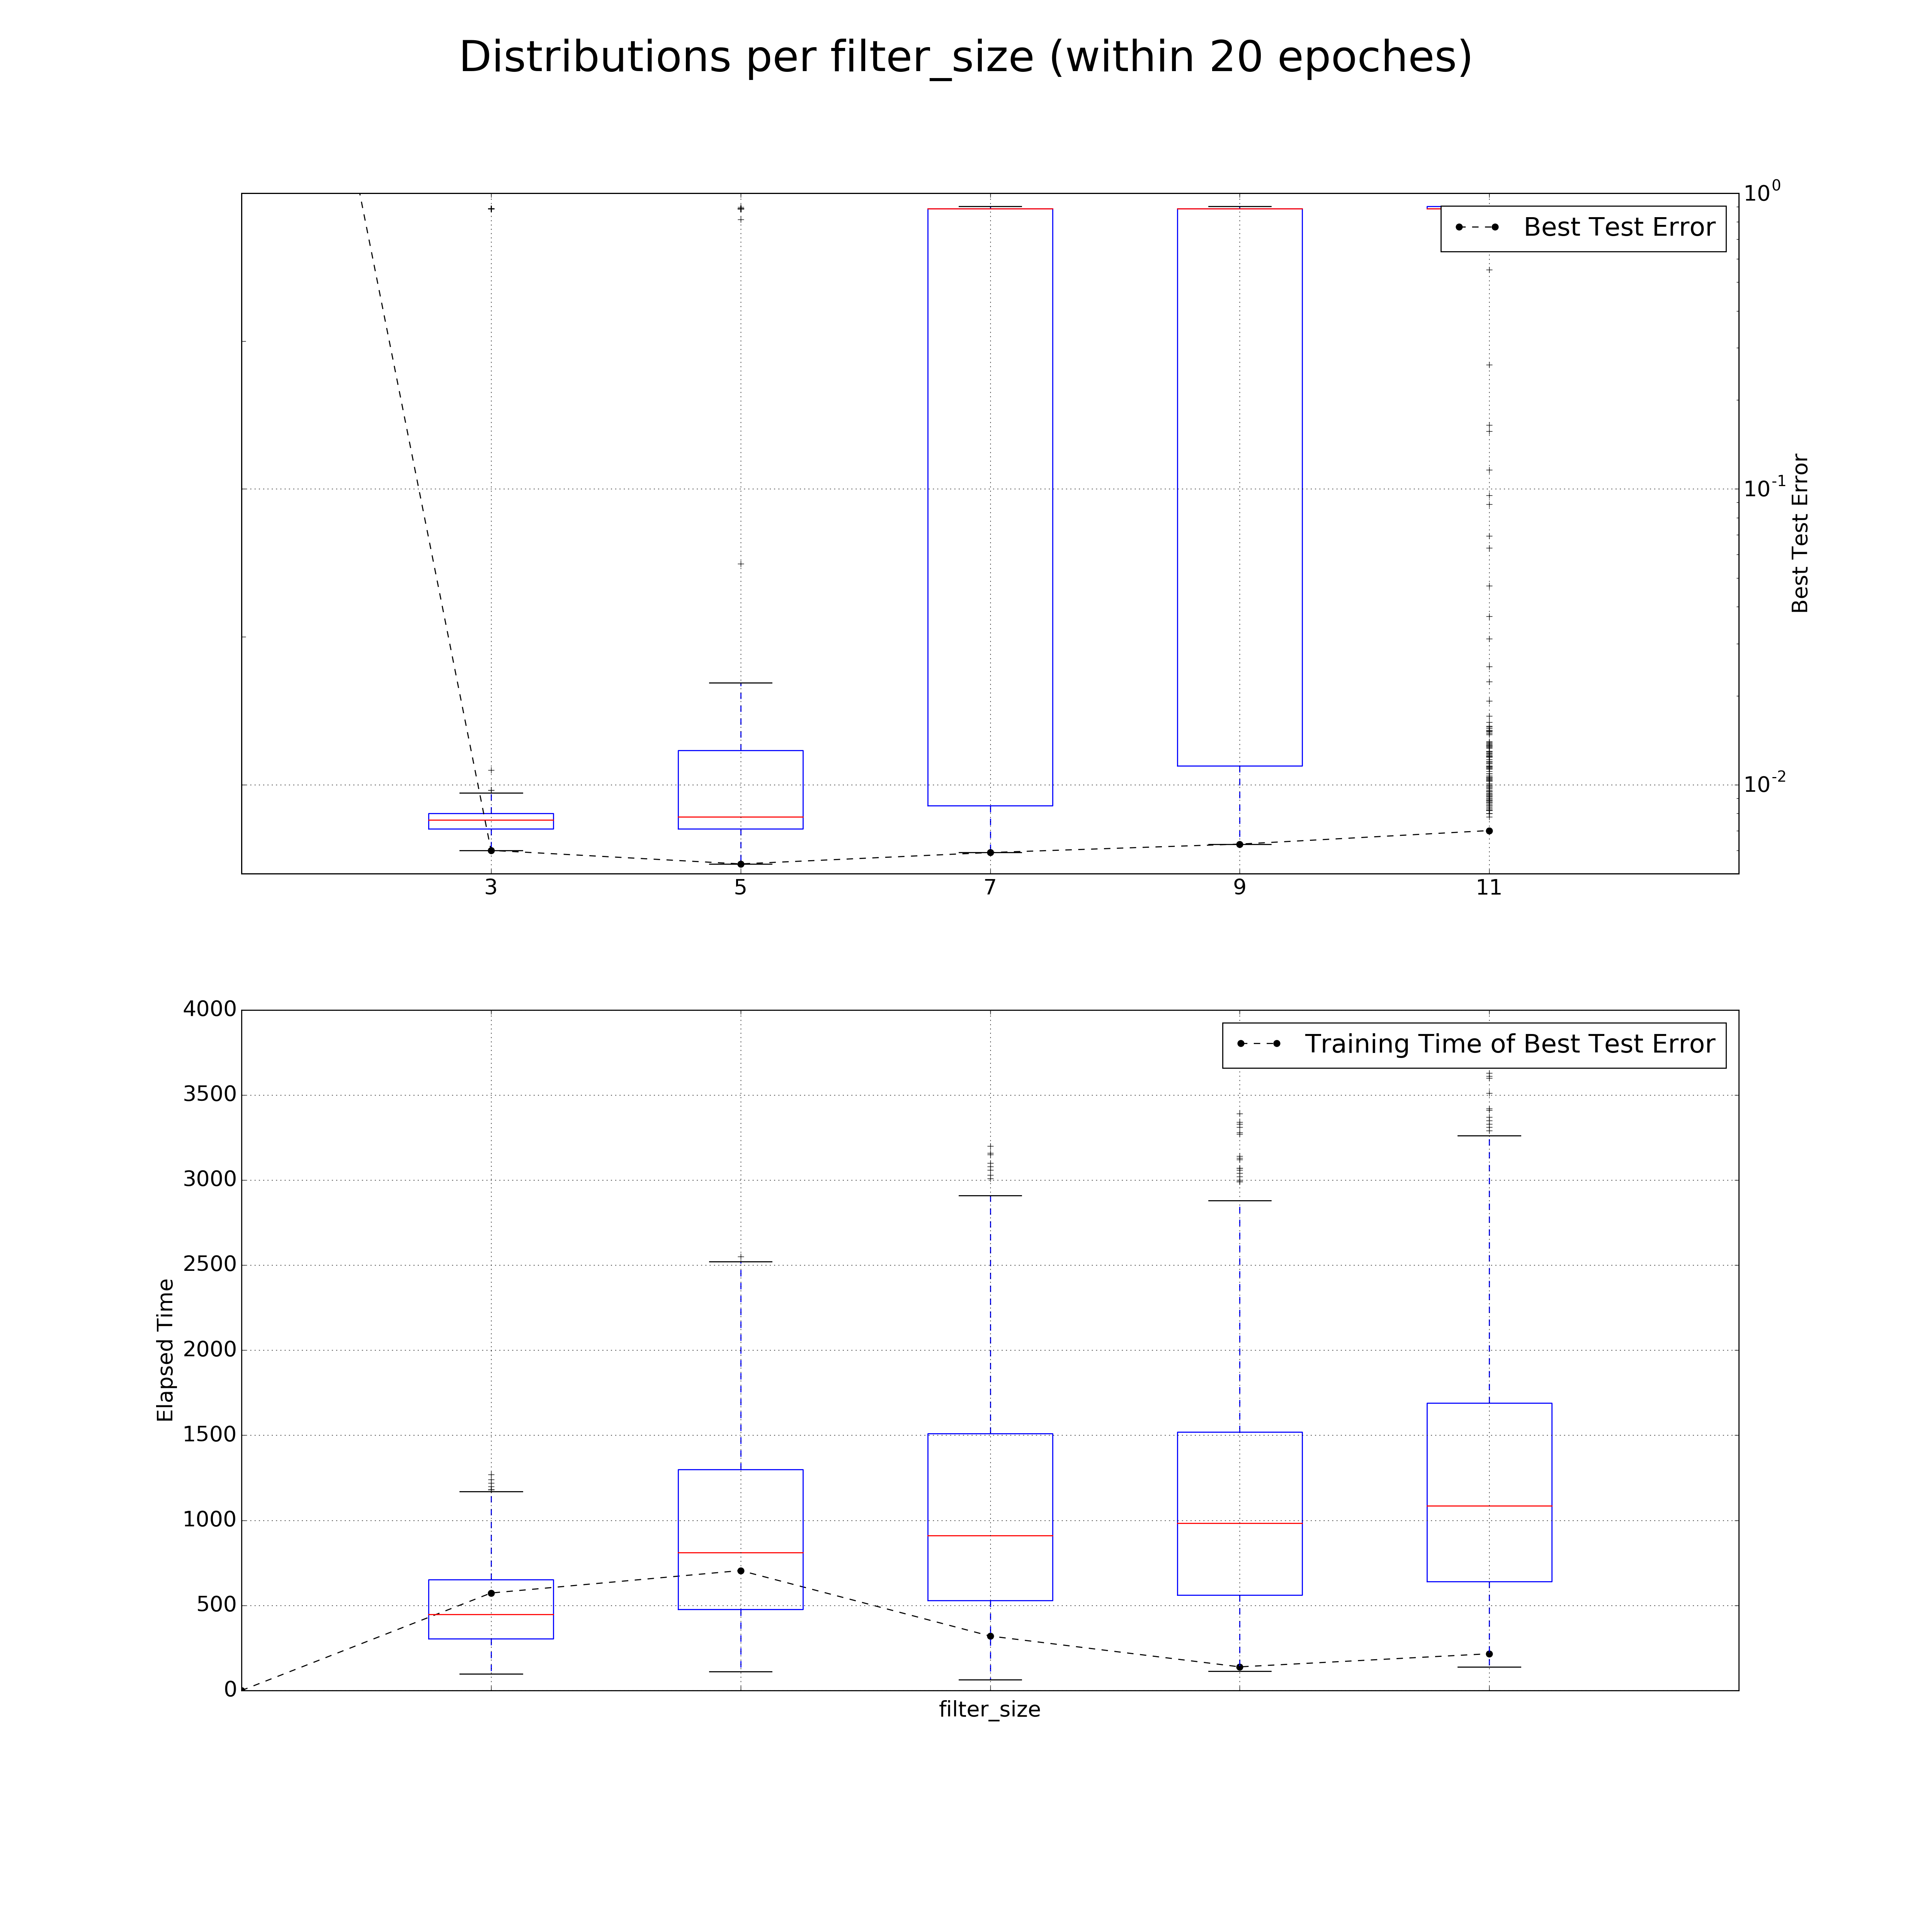 Distributions per filter_size (within 20 epoches)
10^0
Best Test Error
10^-1
Best Test Error
10^-2
3 5 7 9 11
4000
Training Time of Best Test Error
3500
3000
2500
2000
Elapsed Time
1500
1000
500
0
filter_size